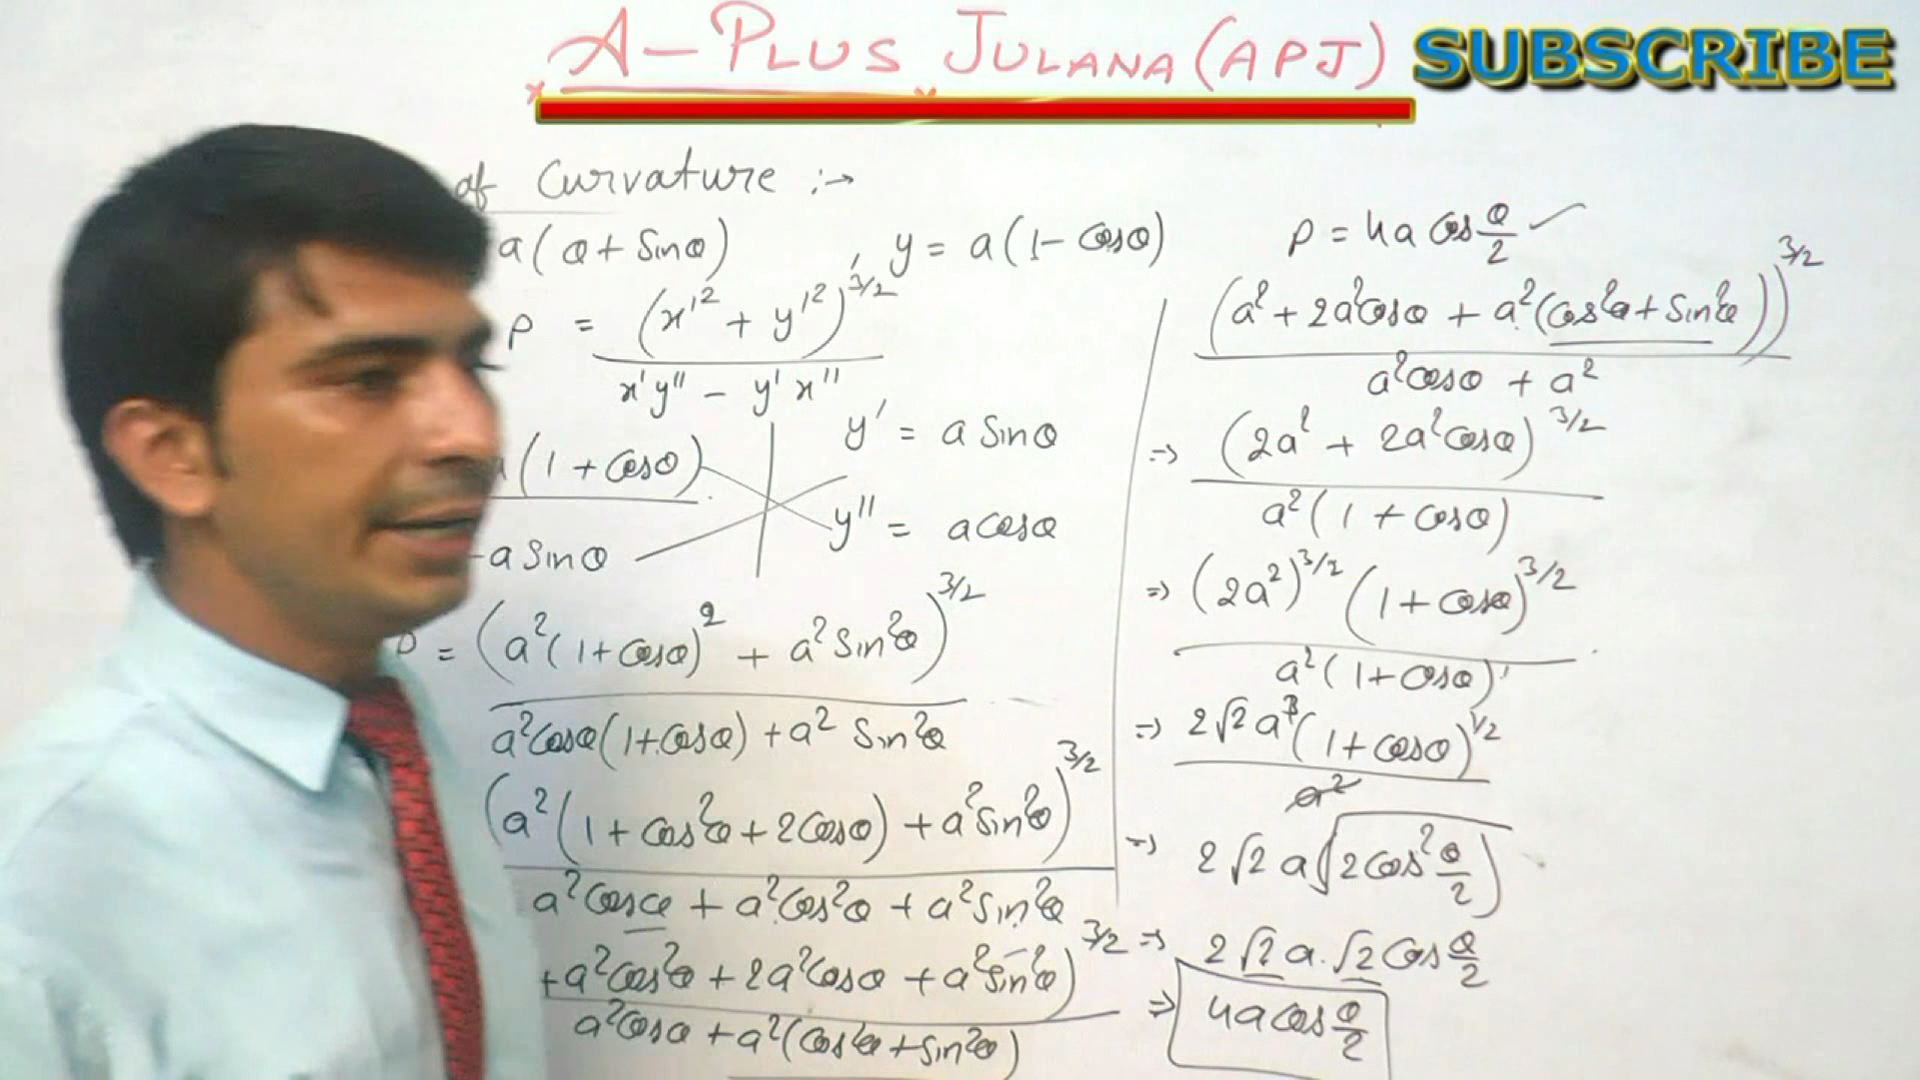 A-PLUS JULANA (APJ)
SUBSCRIBE
of Curvature :→
a(θ + Sinθ) , y = a(1 - Cosθ)
ρ = (x'² + y'²)^3/2
x'y'' - y'x''
(1 + Cosθ)
y' = a Sinθ
-a Sinθ
y'' = a cosθ
ρ = (a²(1+cosθ)² + a² Sin²θ)^3/2
a²cosθ(1+cosθ) + a² Sin²θ
(a²(1 + cos²θ + 2cosθ) + a²sin²θ)^3/2
a²cosθ + a²cos²θ + a²sin²θ
+a²cos²θ + 2a²cosθ + a²sin²θ)^3/2
a²cosθ + a²(cos²θ + sin²θ)
ρ = 4a cos θ/2 ✓
(a² + 2a²cosθ + a²(cos²θ + sin²θ))^3/2
a²cosθ + a²
⇒ (2a² + 2a²cosθ)^3/2
a²(1 + cosθ)
⇒ (2a²)^3/2 (1 + cosθ)^3/2
a²(1 + cosθ)'
⇒ 2√2 a³(1 + cosθ)^1/2
a²
⇒ 2√2 a √(2cos² θ/2)
⇒ 2√2 a. √2 cos θ/2
⇒ 4a cos θ/2